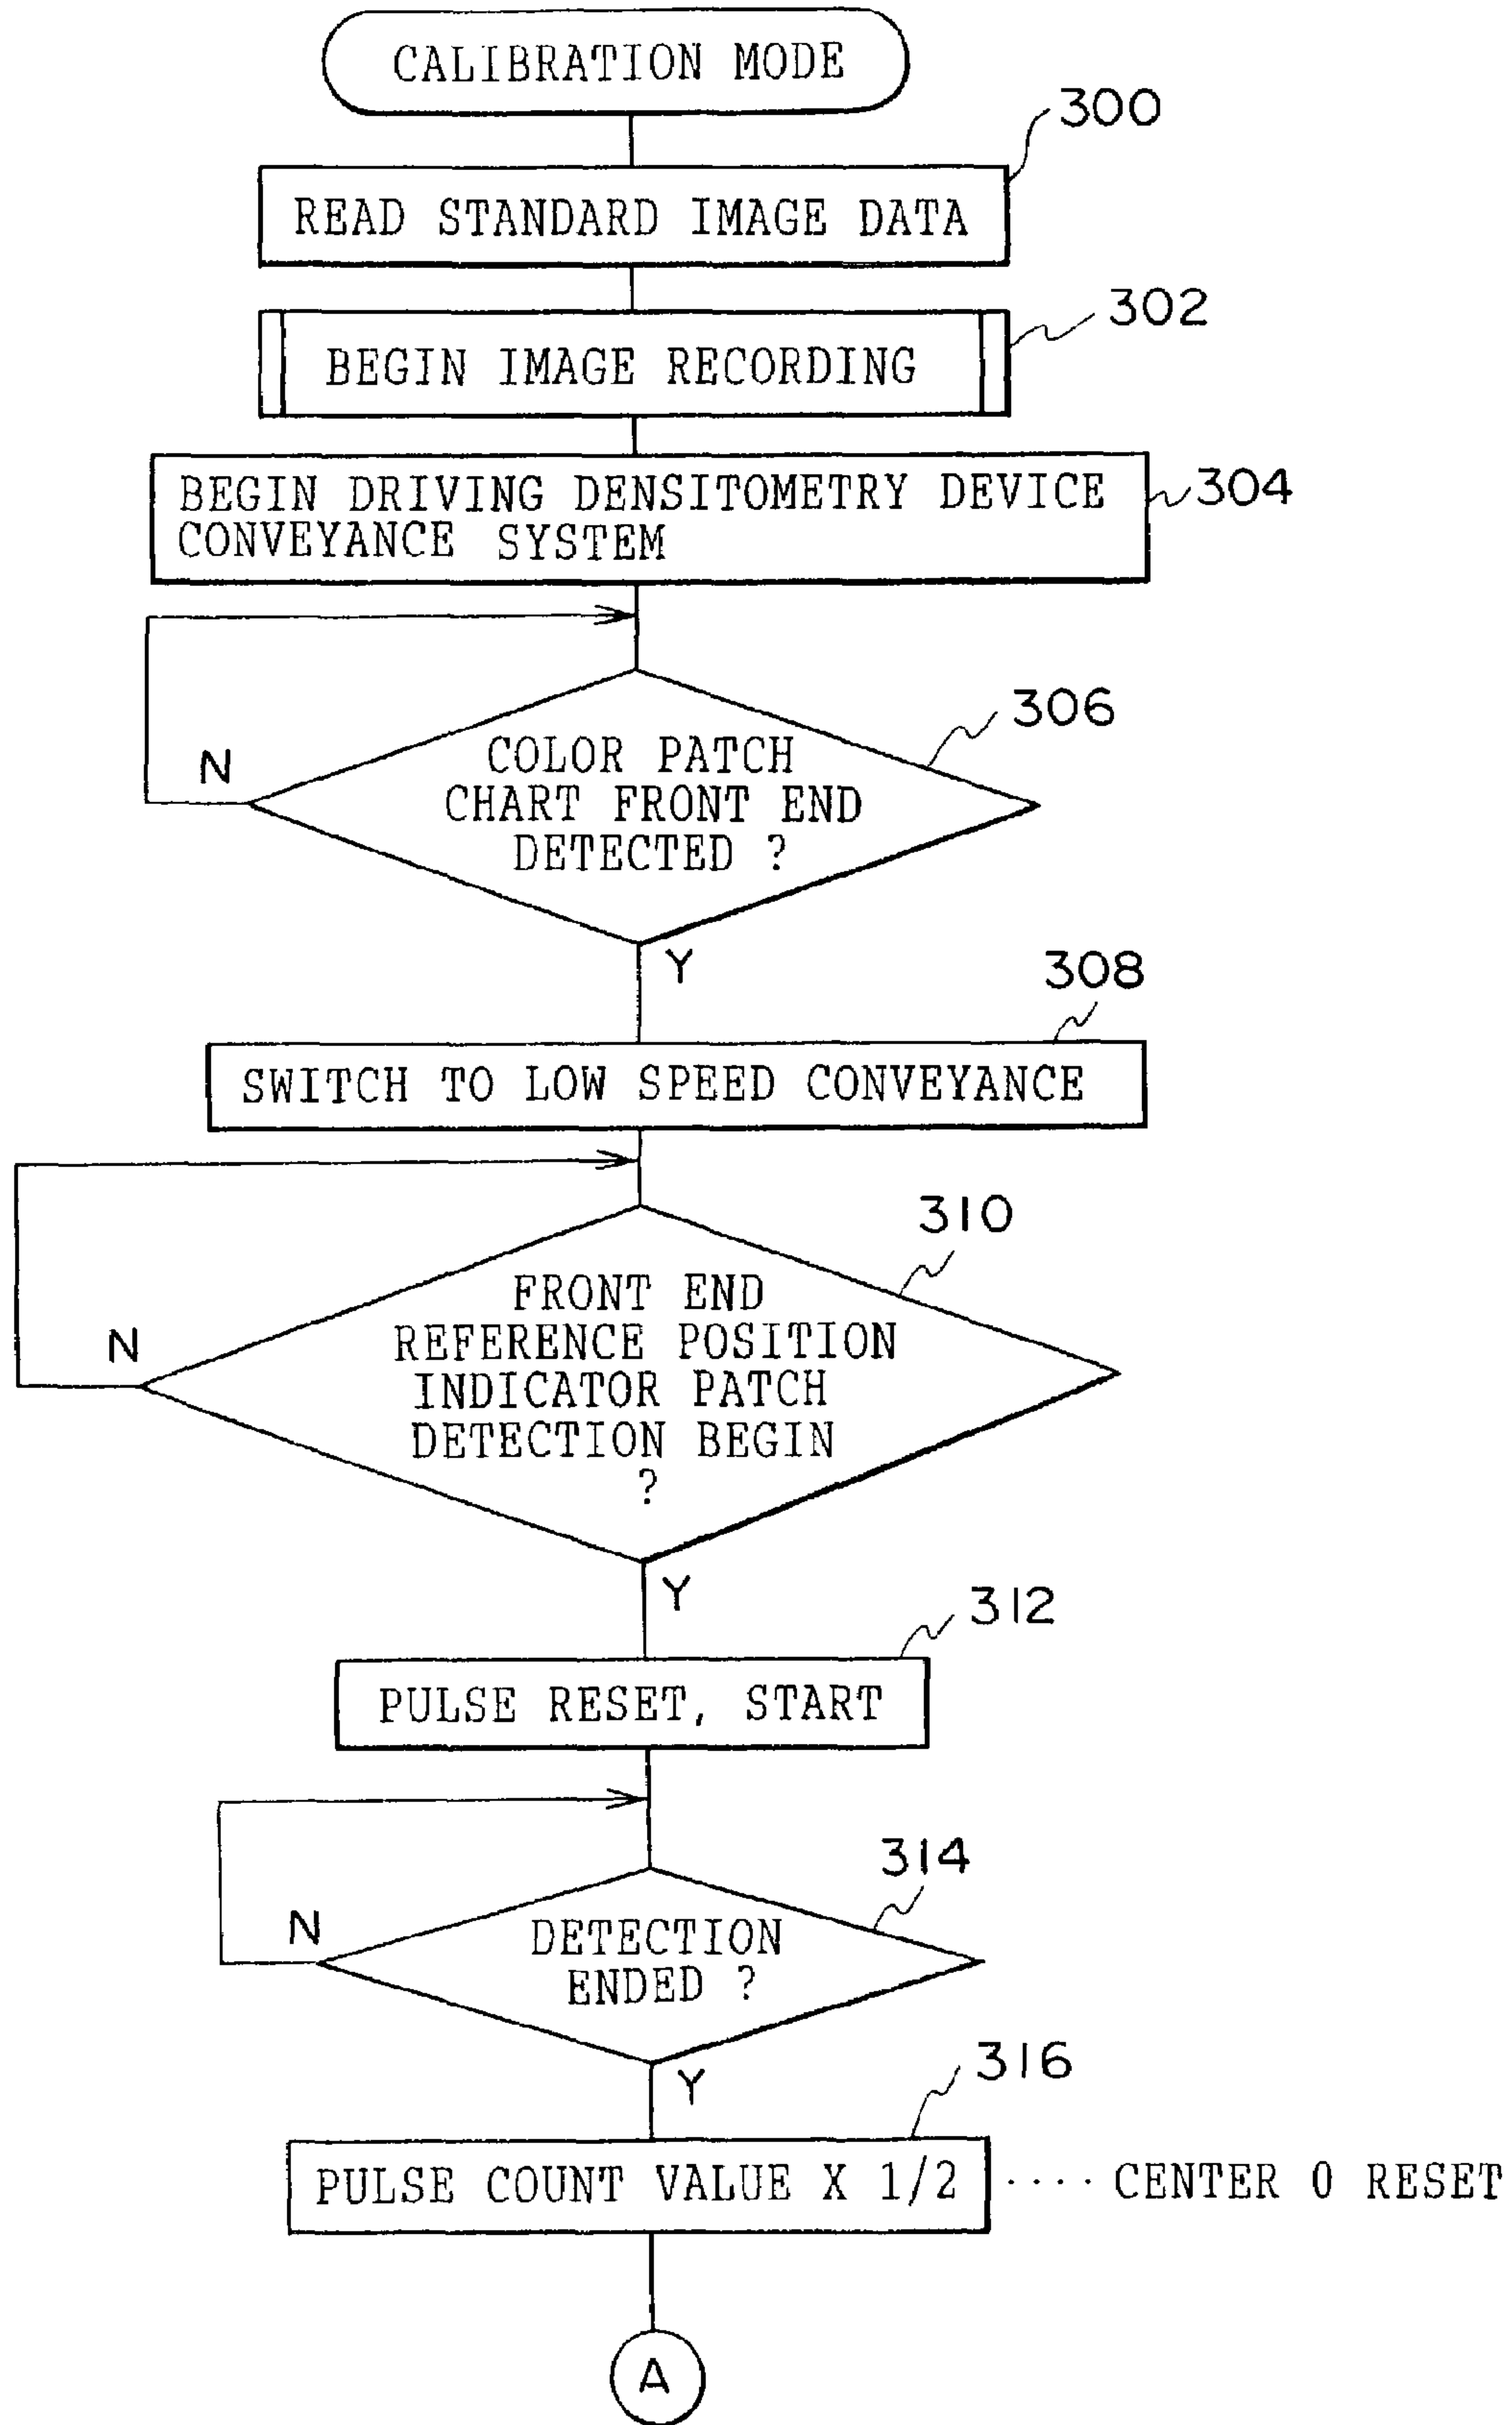 CALIBRATION MODE
300
READ STANDARD IMAGE DATA
302
BEGIN IMAGE RECORDING
BEGIN DRIVING DENSITOMETRY DEVICE
CONVEYANCE SYSTEM
304
306
N
COLOR PATCH
CHART FRONT END
DETECTED ?
Y
308
SWITCH TO LOW SPEED CONVEYANCE
310
N
FRONT END
REFERENCE POSITION
INDICATOR PATCH
DETECTION BEGIN
?
Y
312
PULSE RESET, START
314
N
DETECTION
ENDED ?
Y
316
PULSE COUNT VALUE X 1/2 ···· CENTER 0 RESET
A